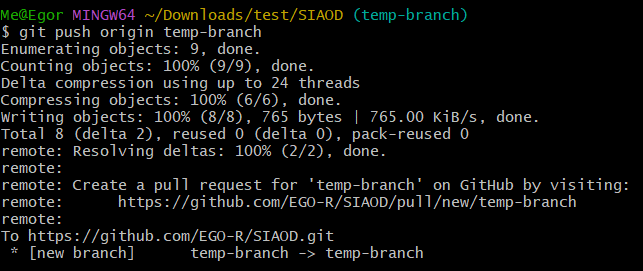 Me@Egor MINGW64 ~/Downloads/test/SIAOD (temp-branch)
$ git push origin temp-branch
Enumerating objects: 9, done.
Counting objects: 100% (9/9), done.
Delta compression using up to 24 threads
Compressing objects: 100% (6/6), done.
Writing objects: 100% (8/8), 765 bytes | 765.00 KiB/s, done.
Total 8 (delta 2), reused 0 (delta 0), pack-reused 0
remote: Resolving deltas: 100% (2/2), done.
remote:
remote: Create a pull request for 'temp-branch' on GitHub by visiting:
remote:      https://github.com/EGO-R/SIAOD/pull/new/temp-branch
remote:
To https://github.com/EGO-R/SIAOD.git
 * [new branch]      temp-branch -> temp-branch